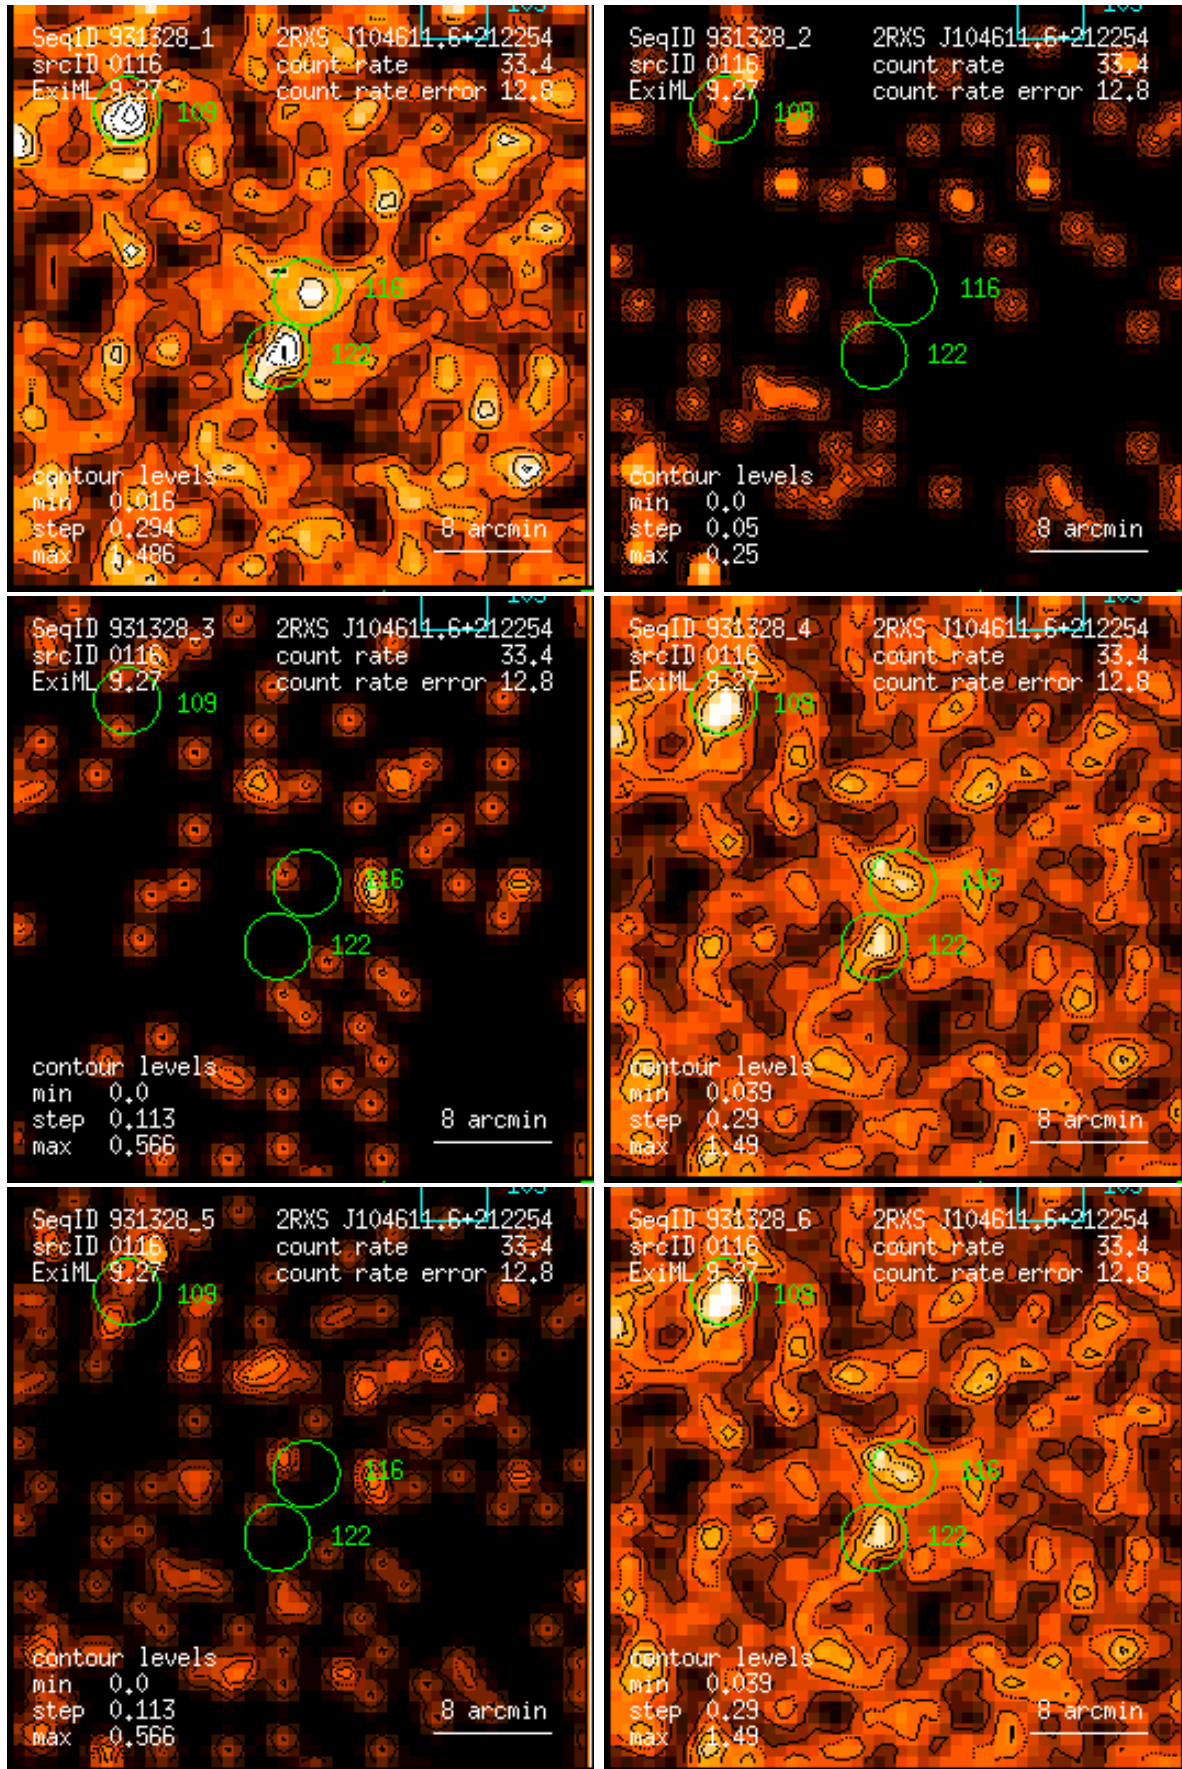 105
SeqID 931328_1 2RXS J104611.6+212254
srcID 0116 count rate 33.4
ExiML 9.27 count rate error 12.8
109
116
122
contour levels
min 0.016
step 0.294
max 1.486
8 arcmin
105
SeqID 931328_2 2RXS J104611.6+212254
srcID 0116 count rate 33.4
ExiML 9.27 count rate error 12.8
109
116
122
contour levels
min 0.0
step 0.05
max 0.25
8 arcmin
SeqID 931328_3 2RXS J104611.6+212254
srcID 0116 count rate 33.4
ExiML 9.27 count rate error 12.8
109
116
122
contour levels
min 0.0
step 0.113
max 0.566
8 arcmin
SeqID 931328_4 2RXS J104611.6+212254
srcID 0116 count rate 33.4
ExiML 9.27 count rate error 12.8
109
116
122
contour levels
min 0.039
step 0.29
max 1.49
8 arcmin
SeqID 931328_5 2RXS J104611.6+212254
srcID 0116 count rate 33.4
ExiML 9.27 count rate error 12.8
109
116
122
contour levels
min 0.0
step 0.113
max 0.566
8 arcmin
SeqID 931328_6 2RXS J104611.6+212254
srcID 0116 count rate 33.4
ExiML 9.27 count rate error 12.8
109
116
122
contour levels
min 0.039
step 0.29
max 1.49
8 arcmin